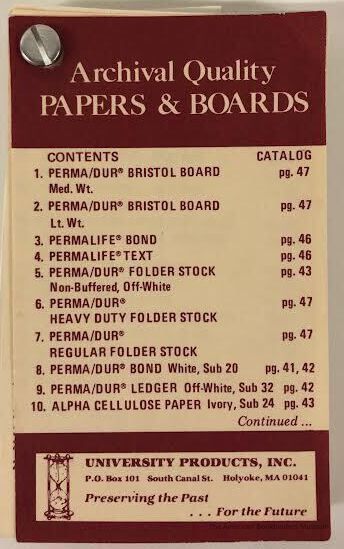 Archival Quality
PAPERS & BOARDS
CONTENTS CATALOG
1. PERMA/DUR® BRISTOL BOARD pg. 47
Med. Wt.
2. PERMA/DUR® BRISTOL BOARD pg. 47
Lt. Wt.
3. PERMALIFE® BOND pg. 46
4. PERMALIFE® TEXT pg. 46
5. PERMA/DUR® FOLDER STOCK pg. 43
Non-Buffered, Off-White
6. PERMA/DUR® pg. 47
HEAVY DUTY FOLDER STOCK
7. PERMA/DUR® pg. 47
REGULAR FOLDER STOCK
8. PERMA/DUR® BOND White, Sub 20 pg. 41, 42
9. PERMA/DUR® LEDGER Off-White, Sub 32 pg. 42
10. ALPHA CELLULOSE PAPER Ivory, Sub 24 pg. 43
Continued ...
UNIVERSITY PRODUCTS, INC.
P.O. Box 101 South Canal St. Holyoke, MA 01041
Preserving the Past
. . . For the Future
The American Bookbinders Museum